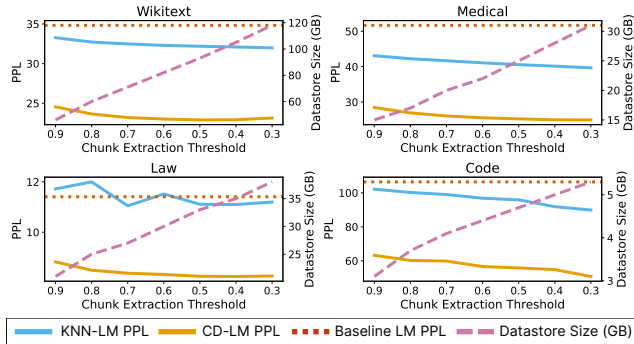 Wikitext
PPL
35
30
25
120
100
80
60
Datastore Size (GB)
0.9 0.8 0.7 0.6 0.5 0.4 0.3
Chunk Extraction Threshold
Medical
PPL
50
40
30
30
25
20
15
Datastore Size (GB)
0.9 0.8 0.7 0.6 0.5 0.4 0.3
Chunk Extraction Threshold
Law
PPL
12
10
35
30
25
Datastore Size (GB)
0.9 0.8 0.7 0.6 0.5 0.4 0.3
Chunk Extraction Threshold
Code
PPL
100
80
60
5
4
3
Datastore Size (GB)
0.9 0.8 0.7 0.6 0.5 0.4 0.3
Chunk Extraction Threshold
KNN-LM PPL CD-LM PPL Baseline LM PPL Datastore Size (GB)